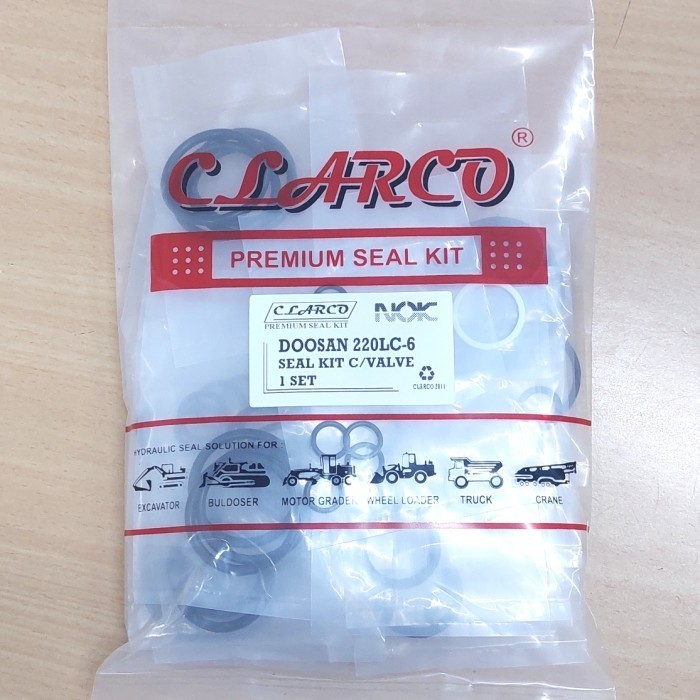 CLARCO ®
PREMIUM SEAL KIT
CLARCO NOK
PREMIUM SEAL KIT
DOOSAN 220LC-6
SEAL KIT C/VALVE
1 SET
CLARCO 2811
HYDRAULIC SEAL SOLUTION FOR :
EXCAVATOR BULDOSER MOTOR GRADER WHEEL LOADER TRUCK CRANE